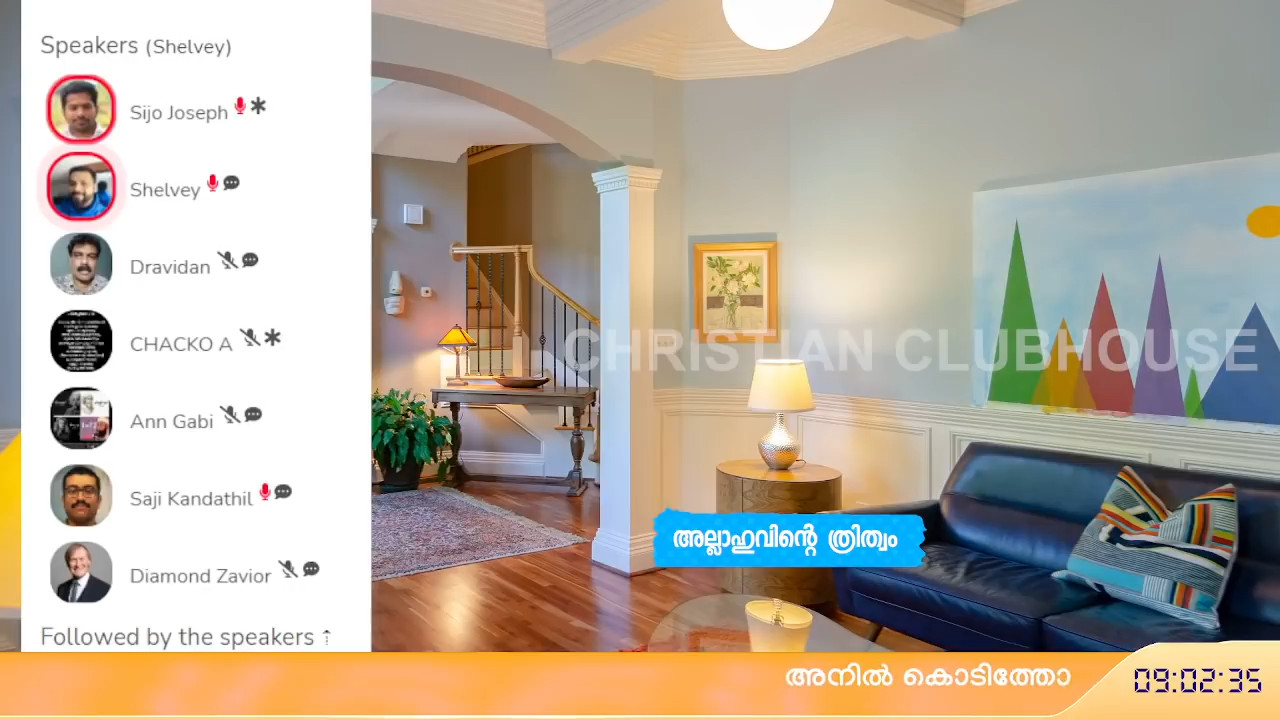 Speakers (Shelvey)
Sijo Joseph
Shelvey
Dravidan
CHACKO A
Ann Gabi
Saji Kandathil
Diamond Zavior
Followed by the speakers
CHRISTIAN CLUBHOUSE
അല്ലാഹുവിന്റെ ത്രിത്വം
അനിൽ കൊടിത്തോ
09:02:35